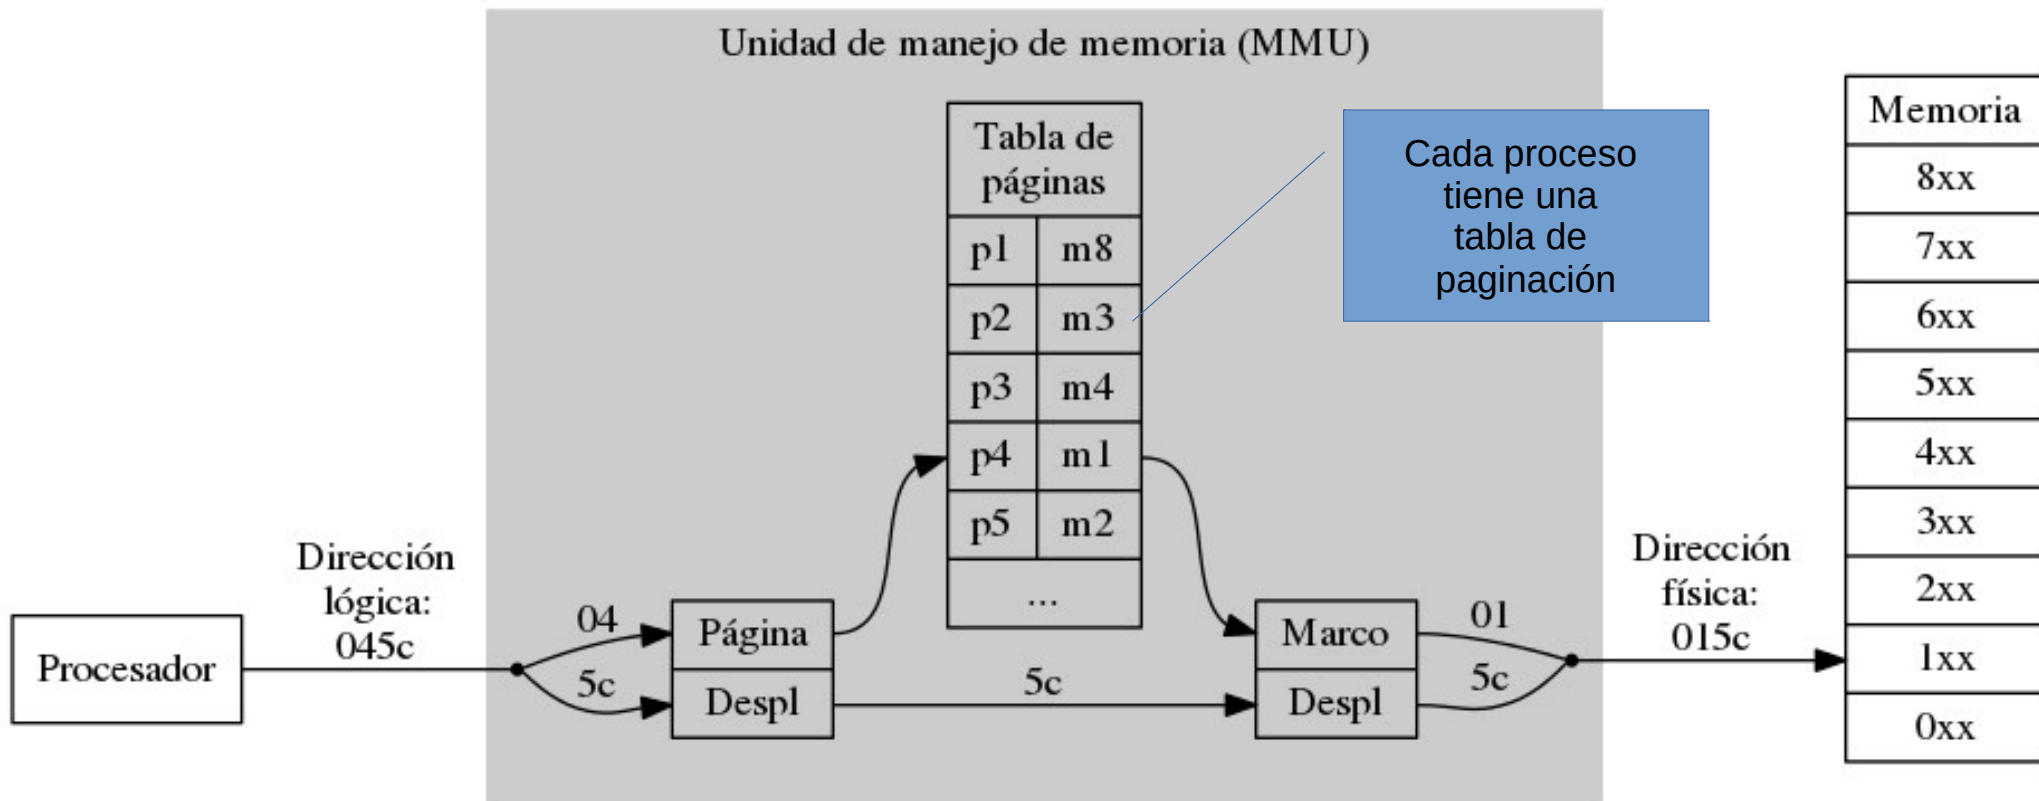 Unidad de manejo de memoria (MMU)
Tabla de
páginas
p1 m8
p2 m3
p3 m4
p4 m1
p5 m2
...
Cada proceso
tiene una
tabla de
paginación
Procesador
Dirección
lógica:
045c
04
5c
Página
Despl
5c
Marco
Despl
01
5c
Dirección
física:
015c
Memoria
8xx
7xx
6xx
5xx
4xx
3xx
2xx
1xx
0xx